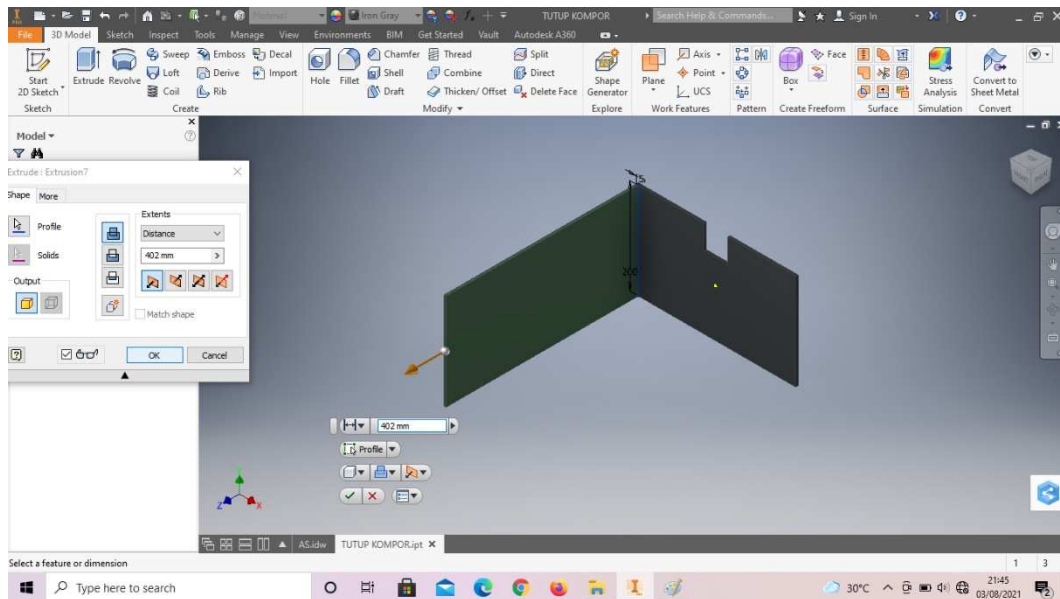 Material
Iron Gray
TUTUP KOMPOR
Search Help & Commands...
Sign In
File 3D Model Sketch Inspect Tools Manage View Environments BIM Get Started Vault Autodesk A360
Start 2D Sketch
Extrude Revolve
Sweep Emboss Decal
Loft Derive Import
Coil Rib
Hole Fillet
Chamfer Thread
Shell Combine
Draft Thicken/ Offset
Split
Direct
Delete Face
Shape Generator
Plane
Axis
Point
UCS
Box
Face
Stress Analysis
Convert to Sheet Metal
Sketch Create Modify Explore Work Features Pattern Create Freeform Surface Simulation Convert
Model
Extrude : Extrusion7
Shape More
Profile
Solids
Output
Extents
Distance
402 mm
Match shape
OK Cancel
200
402 mm
Profile
Z X
AS.idw TUTUP KOMPOR.ipt
Select a feature or dimension
1 3
Type here to search
30°C
21:45
03/08/2021